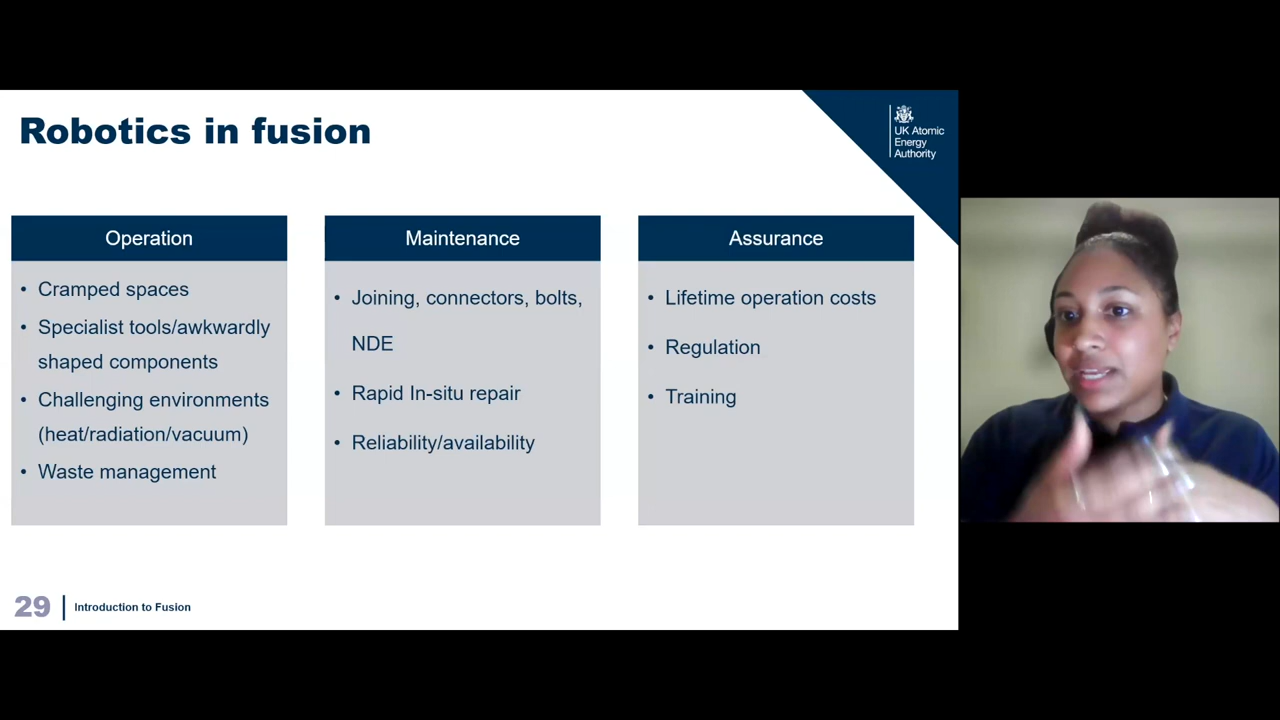 Robotics in fusion
UK Atomic
Energy
Authority
Operation
• Cramped spaces
• Specialist tools/awkwardly
shaped components
• Challenging environments
(heat/radiation/vacuum)
• Waste management
Maintenance
• Joining, connectors, bolts,
NDE
• Rapid In-situ repair
• Reliability/availability
Assurance
• Lifetime operation costs
• Regulation
• Training
29
Introduction to Fusion